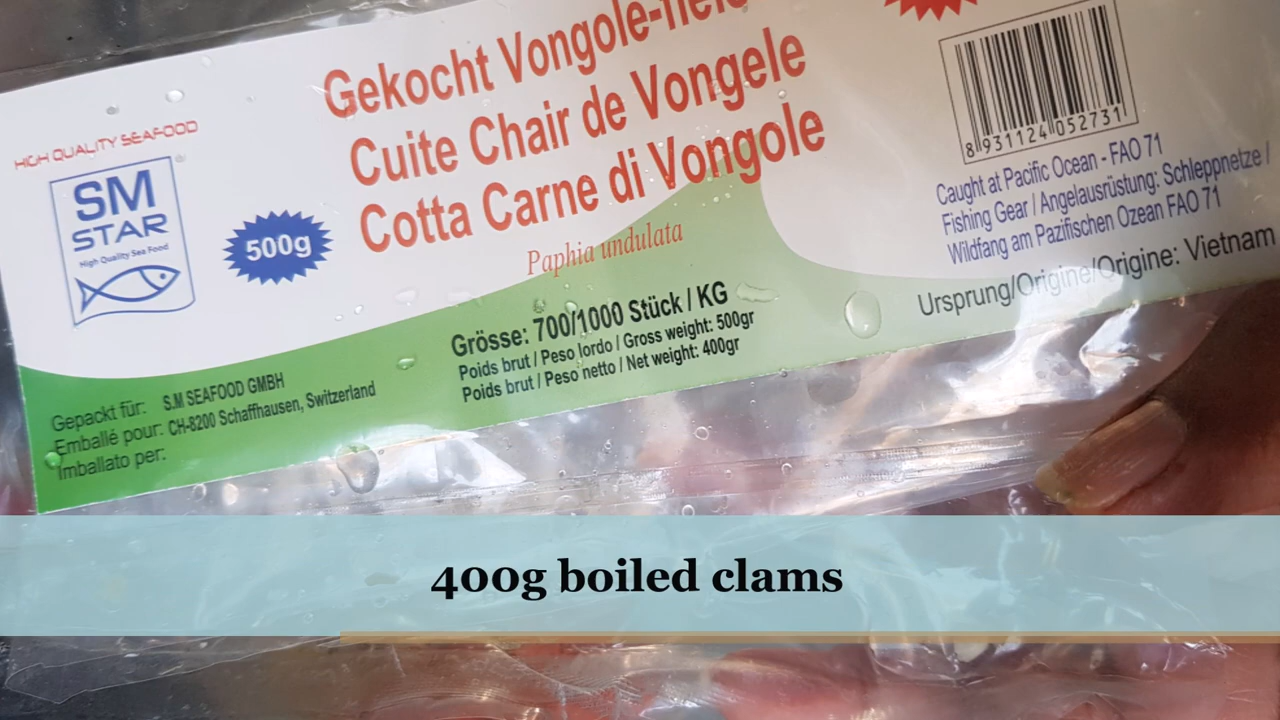 Gekocht Vongole-
Cuite Chair de Vongele
Cotta Carne di Vongole
Paphia undulata
HIGH QUALITY SEAFOOD
SM
STAR
High Quality Sea Food
500g
Grösse: 700/1000 Stück / KG
Poids brut / Peso lordo / Gross weight: 500gr
Poids brut / Peso netto / Net weight: 400gr
Gepackt für: S.M SEAFOOD GMBH
Emballé pour: CH-8200 Schaffhausen, Switzerland
Imballato per:
8 931124 052731
Caught at Pacific Ocean - FAO 71
Fishing Gear / Angelausrüstung: Schleppnetze /
Wildfang am Pazifischen Ozean FAO 71
Ursprung/Origine/Origine: Vietnam
400g boiled clams